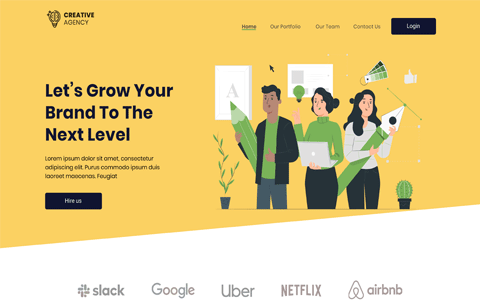 CREATIVE
AGENCY
Home
Our Portfolio
Our Team
Contact Us
Login
A
Let's Grow Your
Brand To The
Next Level
Lorem ipsum dolor sit amet, consectetur
adipiscing elit. Purus commodo ipsum duis
laoreet maecenas. Feugiat
Hire us
slack
Google
Uber
NETFLIX
airbnb